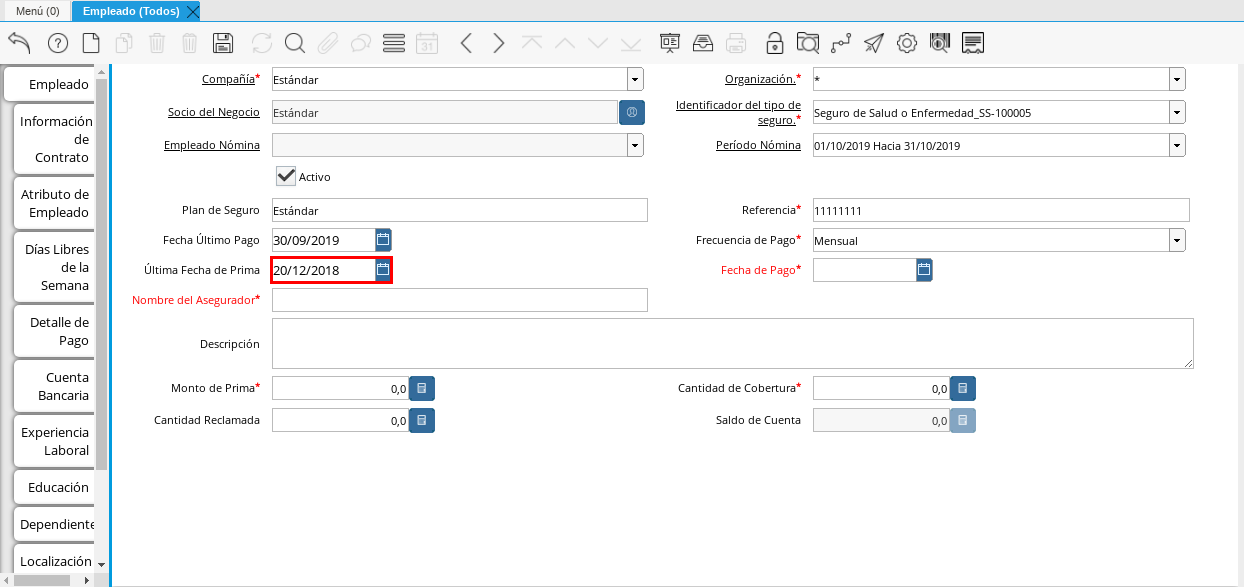 Menú (0)
Empleado (Todos)
31
Empleado
Información
de
Contrato
Atributo de
Empleado
Días Libres
de la
Semana
Detalle de
Pago
Cuenta
Bancaria
Experiencia
Laboral
Educación
Dependiente
Localización
Compañía* Estándar
Organización.* *
Socio del Negocio Estándar
Identificador del tipo de
seguro.* Seguro de Salud o Enfermedad_SS-100005
Empleado Nómina
Período Nómina 01/10/2019 Hacia 31/10/2019
Activo
Plan de Seguro Estándar
Referencia* 11111111
Fecha Último Pago 30/09/2019
Frecuencia de Pago* Mensual
Última Fecha de Prima 20/12/2018
Fecha de Pago*
Nombre del Asegurador*
Descripción
Monto de Prima* 0,0
Cantidad de Cobertura* 0,0
Cantidad Reclamada 0,0
Saldo de Cuenta 0,0